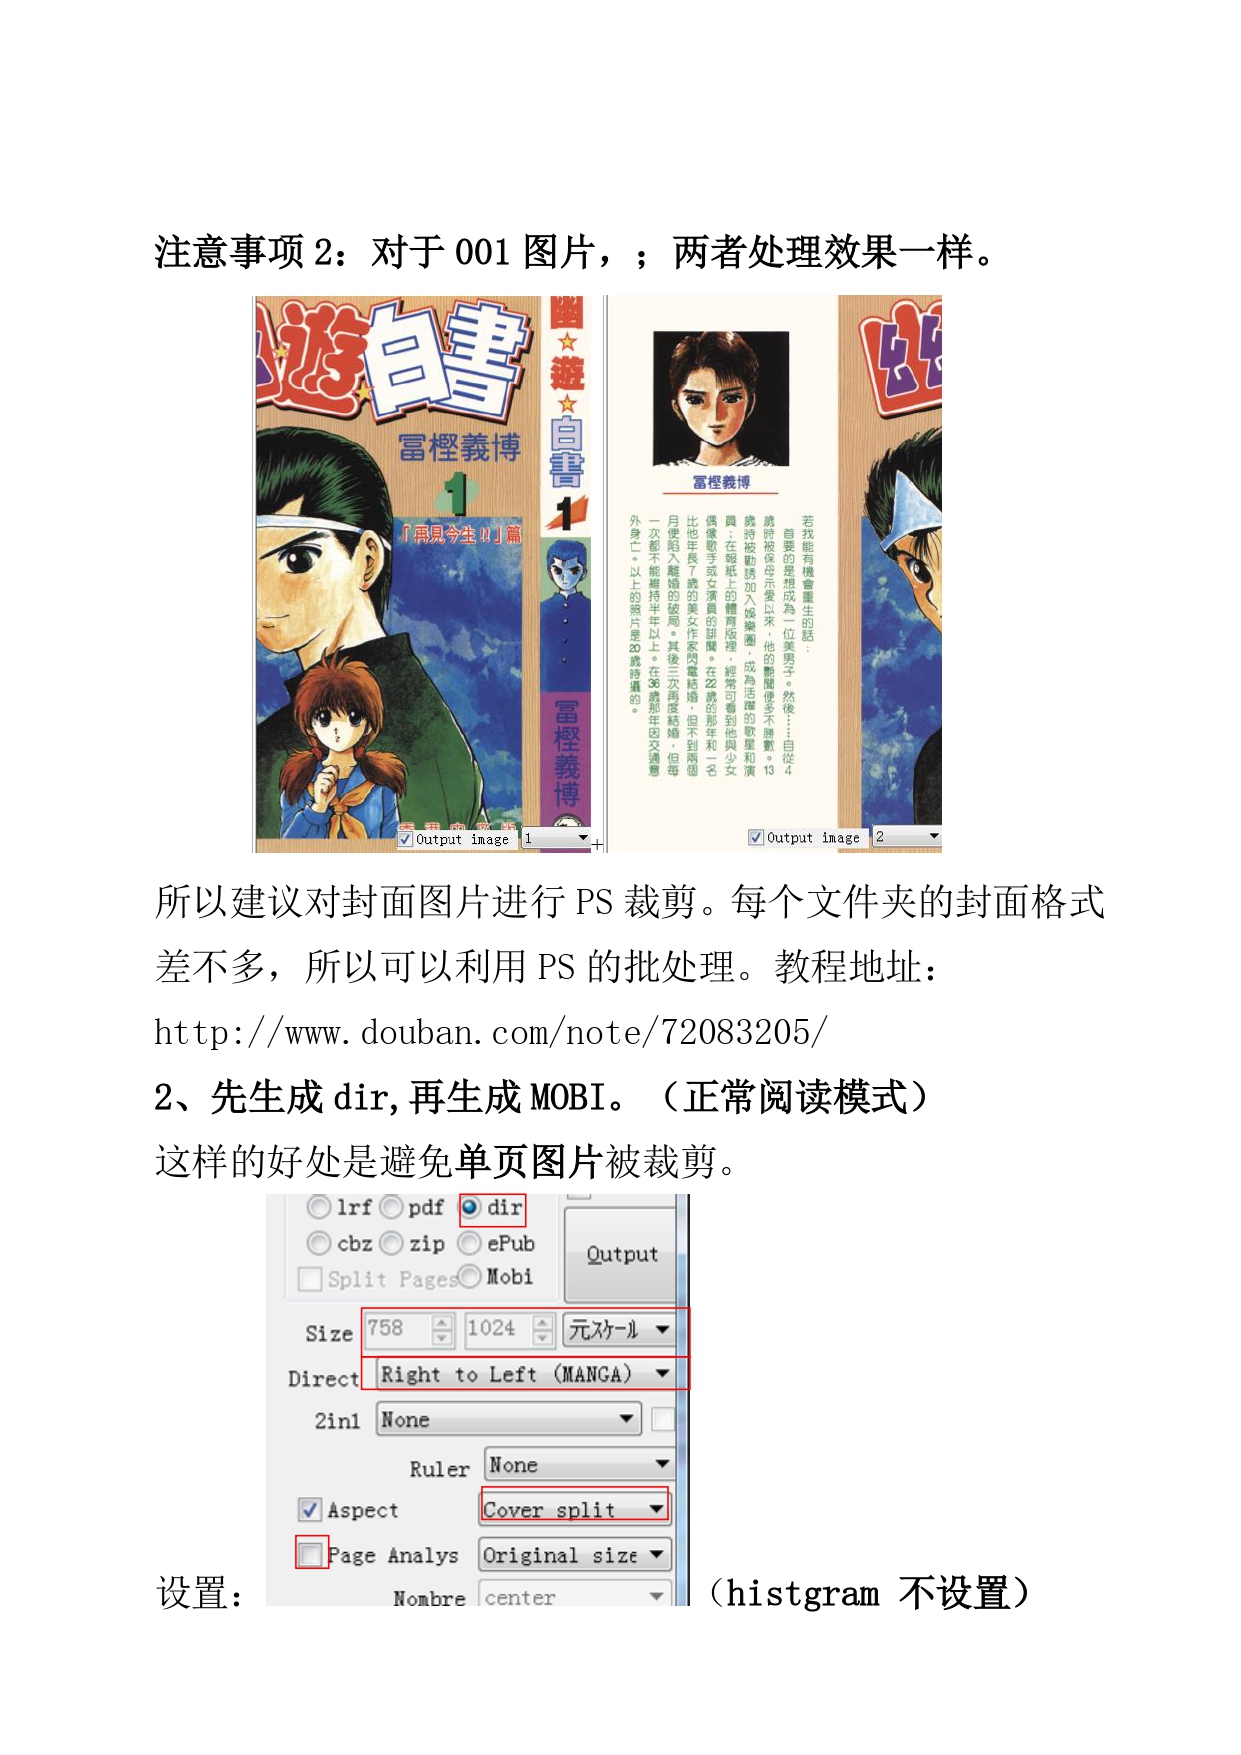 注意事项 2：对于 001 图片，；两者处理效果一样。
遊白書
冨樫義博
1
「再見今生!!」篇
幽☆遊☆白書
1
冨樫義博
Output image 1
冨樫義博
若我能有機會重生的話：
首要的是想成為一位美男子。然後……自從4
歲時被保母示愛以來，他的艷聞便多不勝數。13
歲時被勸誘加入娛樂圈，成為活躍的歌星和演
員；在報紙上的體育版裡，經常可看到他與少女
偶像歌手或女演員的誹聞。在22歲的那年和一名
比他年長7歲的美女作家閃電結婚，但不到兩個
月便陷入離婚的破局。其後三次再度結婚，但每
一次都不能維持半年以上。在36歲那年因交通意
外身亡。以上的照片是20歲時攝的。
幽
Output image 2
所以建议对封面图片进行 PS 裁剪。每个文件夹的封面格式
差不多，所以可以利用 PS 的批处理。教程地址：
http://www.douban.com/note/72083205/
2、先生成 dir,再生成 MOBI。（正常阅读模式）
这样的好处是避免单页图片被裁剪。
lrf pdf dir
cbz zip ePub
Split Pages Mobi
Output
Size 758 1024 元ｽｹｰﾙ
Direct Right to Left (MANGA)
2in1 None
Ruler None
Aspect Cover split
Page Analys Original size
Nombre center
设置：
（histgram 不设置）